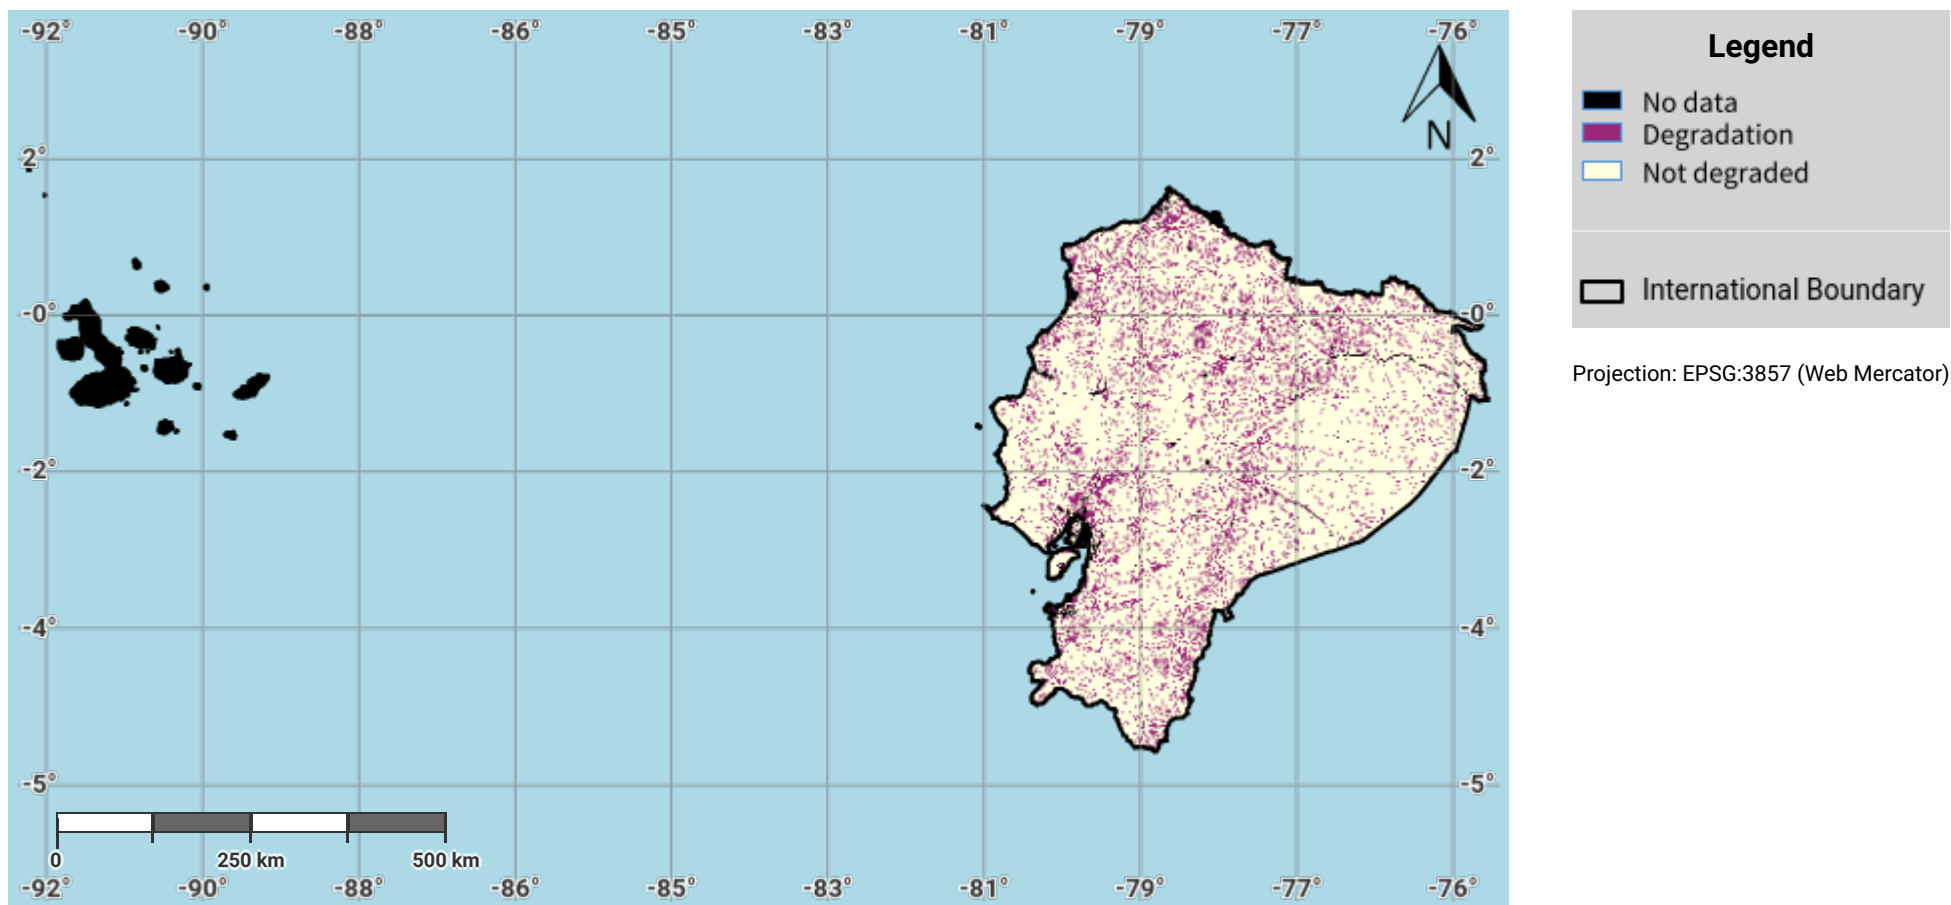 -92° -90° -88° -86° -85° -83° -81° -79° -77° -76°
N
2° 2°
-0° -0°
-2° -2°
-4° -4°
-5° -5°
0 250 km 500 km
-92° -90° -88° -86° -85° -83° -81° -79° -77° -76°
Legend
No data
Degradation
Not degraded
International Boundary
Projection: EPSG:3857 (Web Mercator)